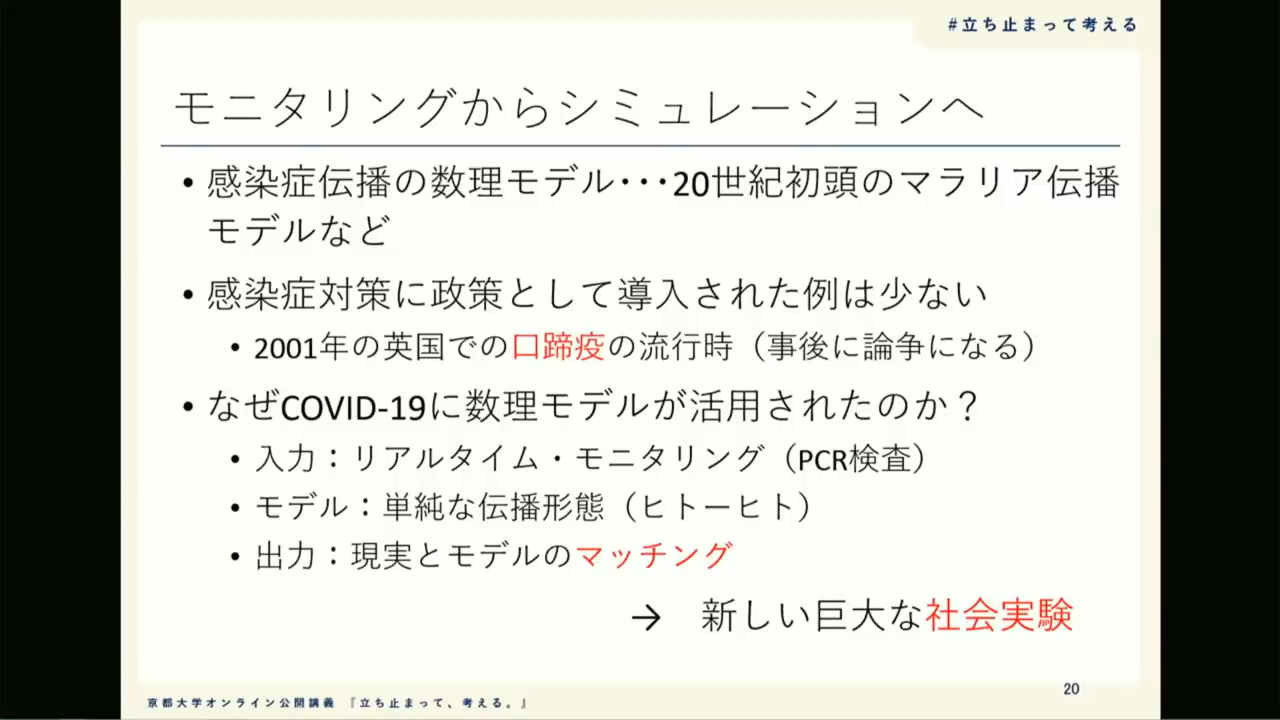 #立ち止まって考える
モニタリングからシミュレーションへ
• 感染症伝播の数理モデル･･･20世紀初頭のマラリア伝播
モデルなど
• 感染症対策に政策として導入された例は少ない
• 2001年の英国での口蹄疫の流行時（事後に論争になる）
• なぜCOVID-19に数理モデルが活用されたのか？
• 入力：リアルタイム・モニタリング（PCR検査）
• モデル：単純な伝播形態（ヒトーヒト）
• 出力：現実とモデルのマッチング
→ 新しい巨大な社会実験
20
京都大学オンライン公開講義 『立ち止まって、考える。』